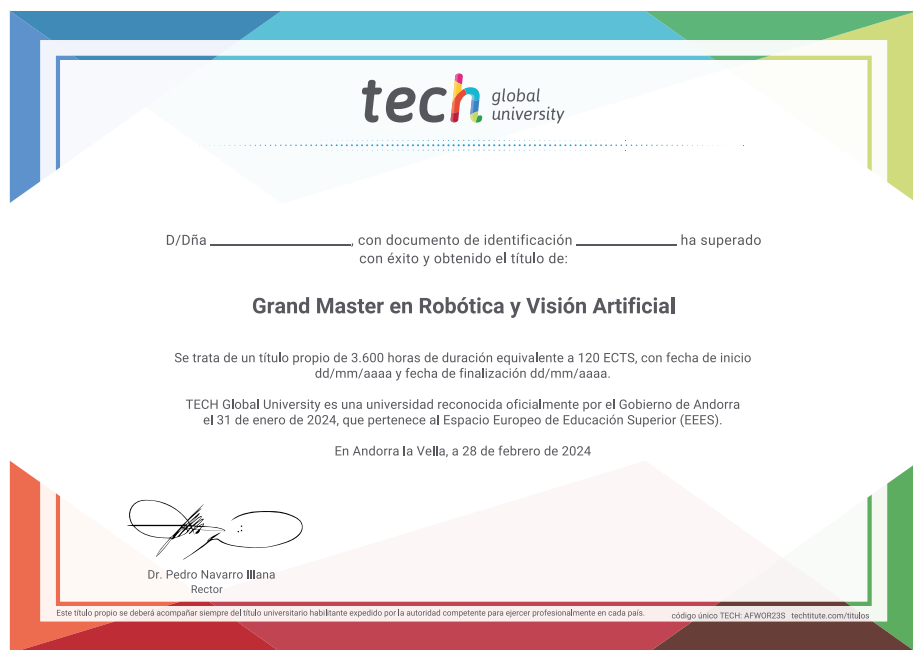 tech global
university
D/Dña ______________, con documento de identificación __________ ha superado
con éxito y obtenido el título de:
Grand Master en Robótica y Visión Artificial
Se trata de un título propio de 3.600 horas de duración equivalente a 120 ECTS, con fecha de inicio
dd/mm/aaaa y fecha de finalización dd/mm/aaaa.
TECH Global University es una universidad reconocida oficialmente por el Gobierno de Andorra
el 31 de enero de 2024, que pertenece al Espacio Europeo de Educación Superior (EEES).
En Andorra la Vella, a 28 de febrero de 2024
Dr. Pedro Navarro Illana
Rector
Este título propio se deberá acompañar siempre del título universitario habilitante expedido por la autoridad competente para ejercer profesionalmente en cada país.
código único TECH: AFWOR23S techtitute.com/titulos